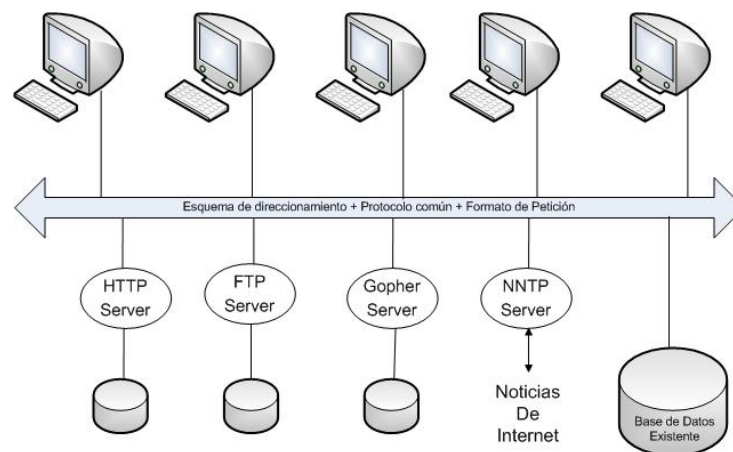 Esquema de direccionamiento + Protocolo común + Formato de Petición
HTTP
Server
FTP
Server
Gopher
Server
NNTP
Server
Noticias
De
Internet
Base de Datos
Existente